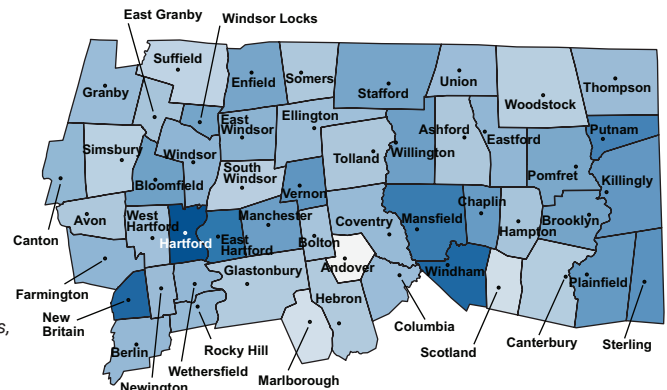 East Granby
Windsor Locks
Suffield
Granby
Enfield
Somers
Stafford
Union
Woodstock
Thompson
East
Windsor
Ellington
Ashford
Eastford
Putnam
Simsbury
Windsor
Tolland
Willington
Pomfret
Killingly
Bloomfield
South
Windsor
Vernon
Canton
Avon
West
Hartford
Hartford
East
Hartford
Manchester
Bolton
Coventry
Mansfield
Chaplin
Hampton
Brooklyn
Farmington
Glastonbury
Andover
Windham
Plainfield
New
Britain
Hebron
Columbia
Scotland
Canterbury
Sterling
s,
Berlin
Rocky Hill
Wethersfield
Newington
Marlborough